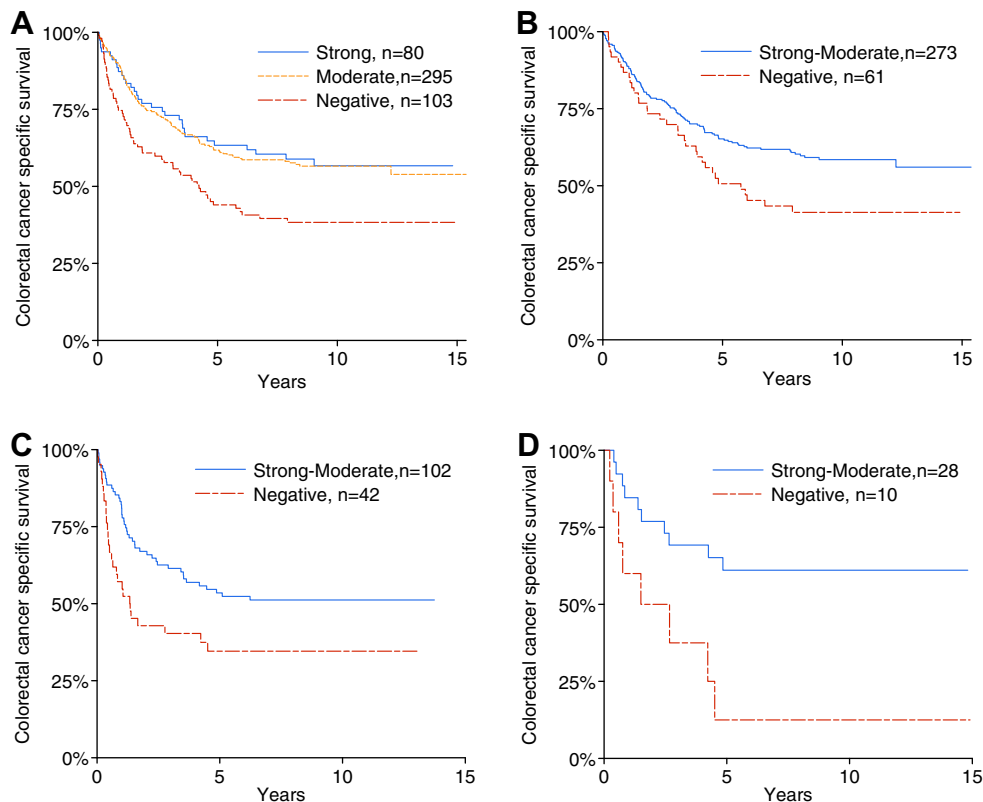 A
100%
75%
50%
25%
0%
Colorectal cancer specific survival
Strong, n=80
Moderate,n=295
Negative, n=103
0
5
10
15
Years
B
100%
75%
50%
25%
0%
Colorectal cancer specific survival
Strong-Moderate,n=273
Negative, n=61
0
5
10
15
Years
C
100%
75%
50%
25%
0%
Colorectal cancer specific survival
Strong-Moderate,n=102
Negative, n=42
0
5
10
15
Years
D
100%
75%
50%
25%
0%
Colorectal cancer specific survival
Strong-Moderate,n=28
Negative, n=10
0
5
10
15
Years